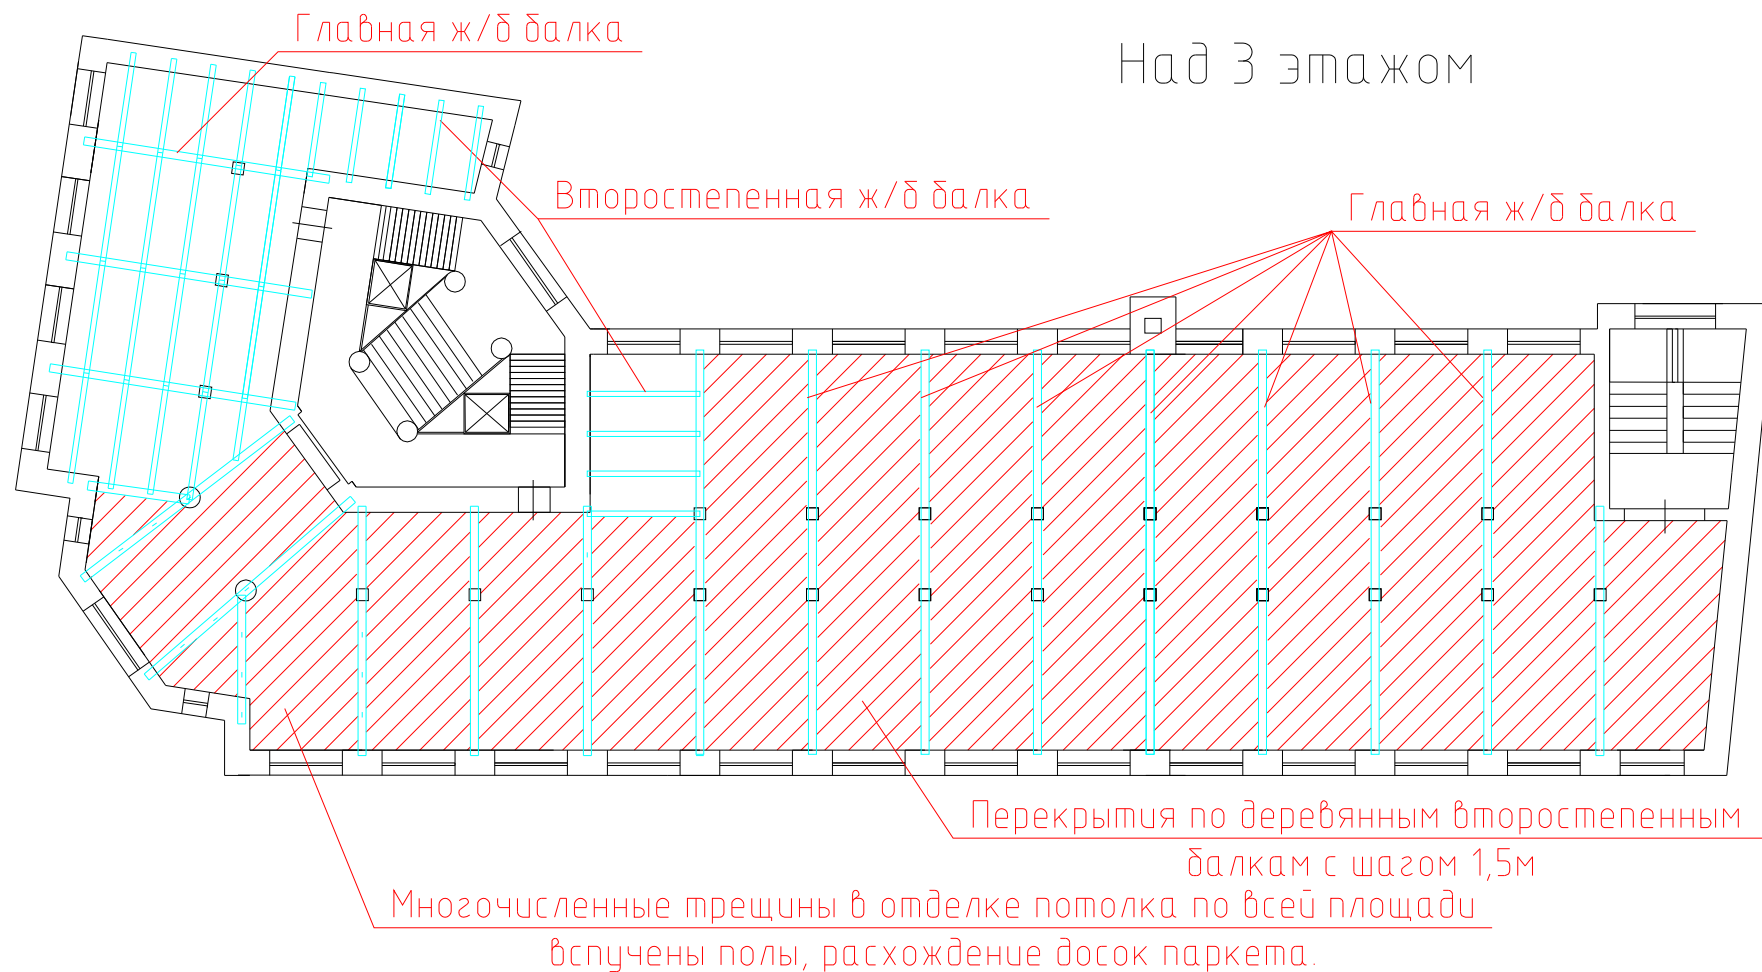 Главная ж/б балка
Над 3 этажом
Второстепенная ж/б балка
Главная ж/б балка
Перекрытия по деревянным второстепенным
балкам с шагом 1,5м
Многочисленные трещины в отделке потолка по всей площади
вспучены полы, расхождение досок паркета.